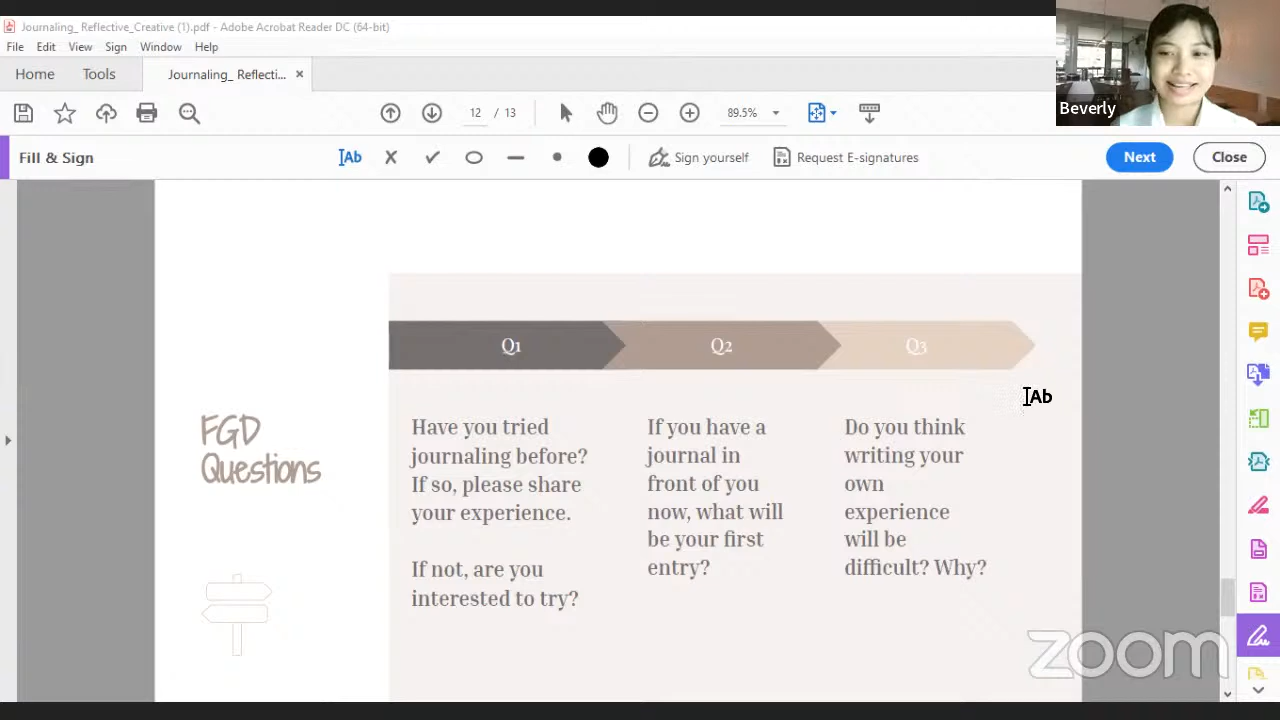 Journaling_ Reflective_Creative (1).pdf - Adobe Acrobat Reader DC (64-bit)
File Edit View Sign Window Help
Home Tools Journaling_ Reflecti... ×
12 / 13 89.5%
Beverly
Fill & Sign Ab Sign yourself Request E-signatures Next Close
Q1 Q2 Q3
Ab
FGD
Questions
Have you tried
journaling before?
If so, please share
your experience.
If not, are you
interested to try?
If you have a
journal in
front of you
now, what will
be your first
entry?
Do you think
writing your
own
experience
will be
difficult? Why?
zoom